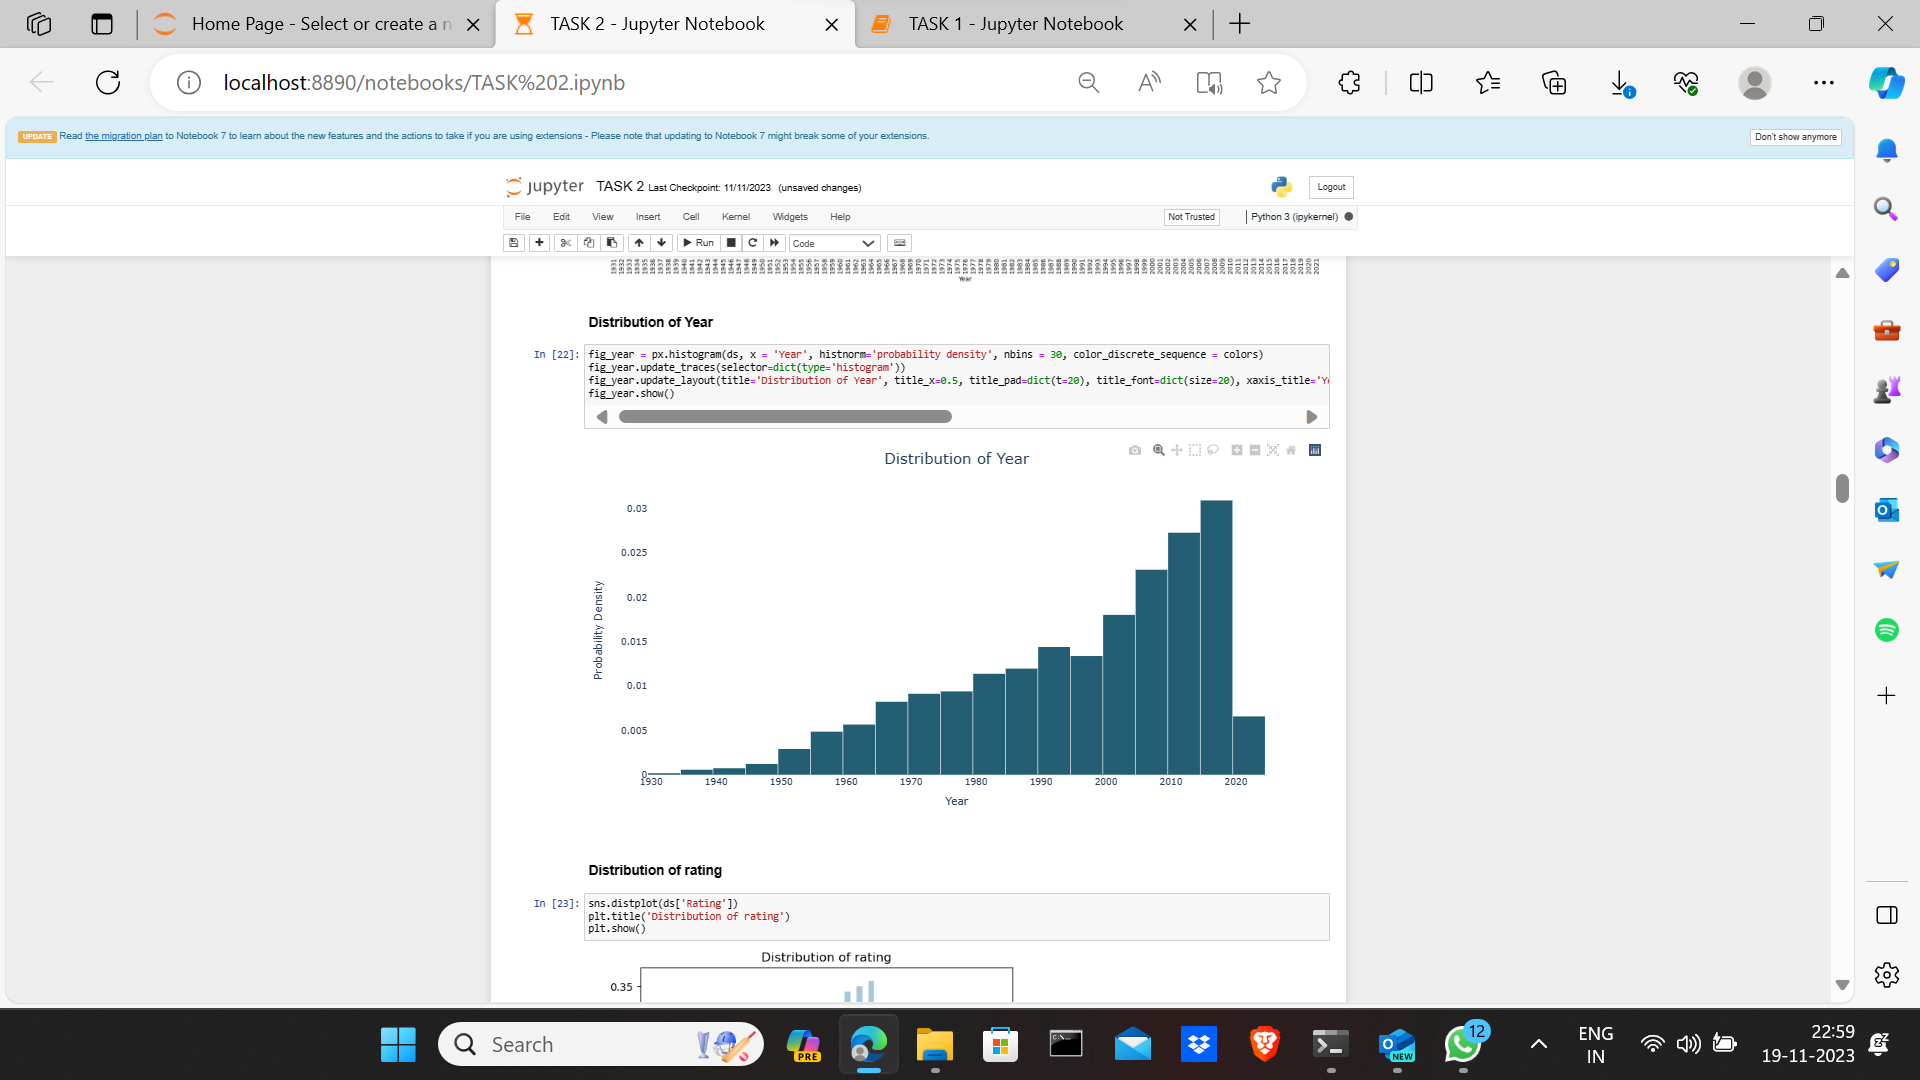 Home Page - Select or create a n
TASK 2 - Jupyter Notebook
TASK 1 - Jupyter Notebook
localhost:8890/notebooks/TASK%202.ipynb
UPDATE Read the migration plan to Notebook 7 to learn about the new features and the actions to take if you are using extensions - Please note that updating to Notebook 7 might break some of your extensions.
Don't show anymore
jupyter TASK 2 Last Checkpoint: 11/11/2023 (unsaved changes)
Logout
File Edit View Insert Cell Kernel Widgets Help
Not Trusted Python 3 (ipykernel)
Run Code
Year
Distribution of Year
In [22]: fig_year = px.histogram(ds, x = 'Year', histnorm='probability density', nbins = 30, color_discrete_sequence = colors)
fig_year.update_traces(selector=dict(type='histogram'))
fig_year.update_layout(title='Distribution of Year', title_x=0.5, title_pad=dict(t=20), title_font=dict(size=20), xaxis_title='Ye
fig_year.show()
Distribution of Year
0.03
0.025
0.02
0.015
0.01
0.005
0
Probability Density
1930 1940 1950 1960 1970 1980 1990 2000 2010 2020
Year
Distribution of rating
In [23]: sns.distplot(ds['Rating'])
plt.title('Distribution of rating')
plt.show()
Distribution of rating
0.35
Search
PRE
NEW
12
ENG
IN
22:59
19-11-2023